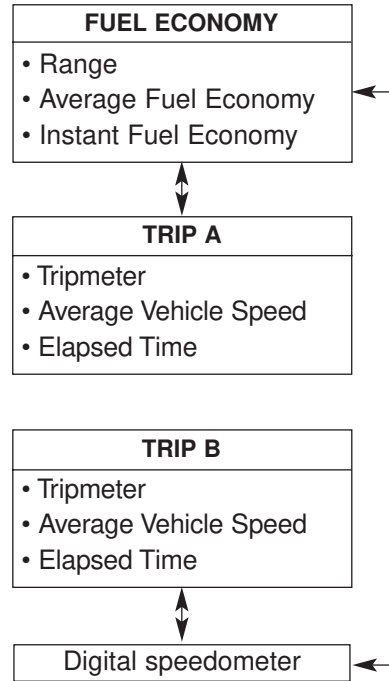 FUEL ECONOMY
• Range
• Average Fuel Economy
• Instant Fuel Economy
TRIP A
• Tripmeter
• Average Vehicle Speed
• Elapsed Time
TRIP B
• Tripmeter
• Average Vehicle Speed
• Elapsed Time
Digital speedometer